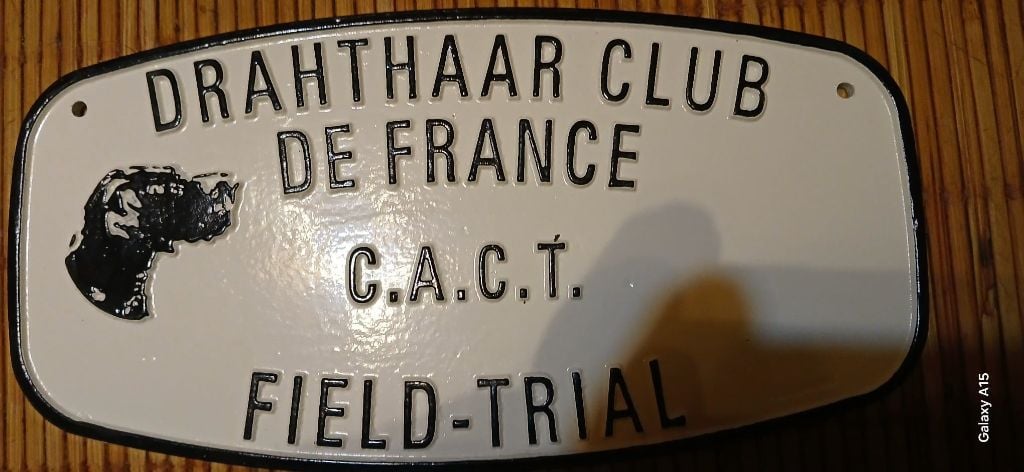 DRAHTHAAR CLUB
DE FRANCE
C.A.C.T.
FIELD-TRIAL
Galaxy A15